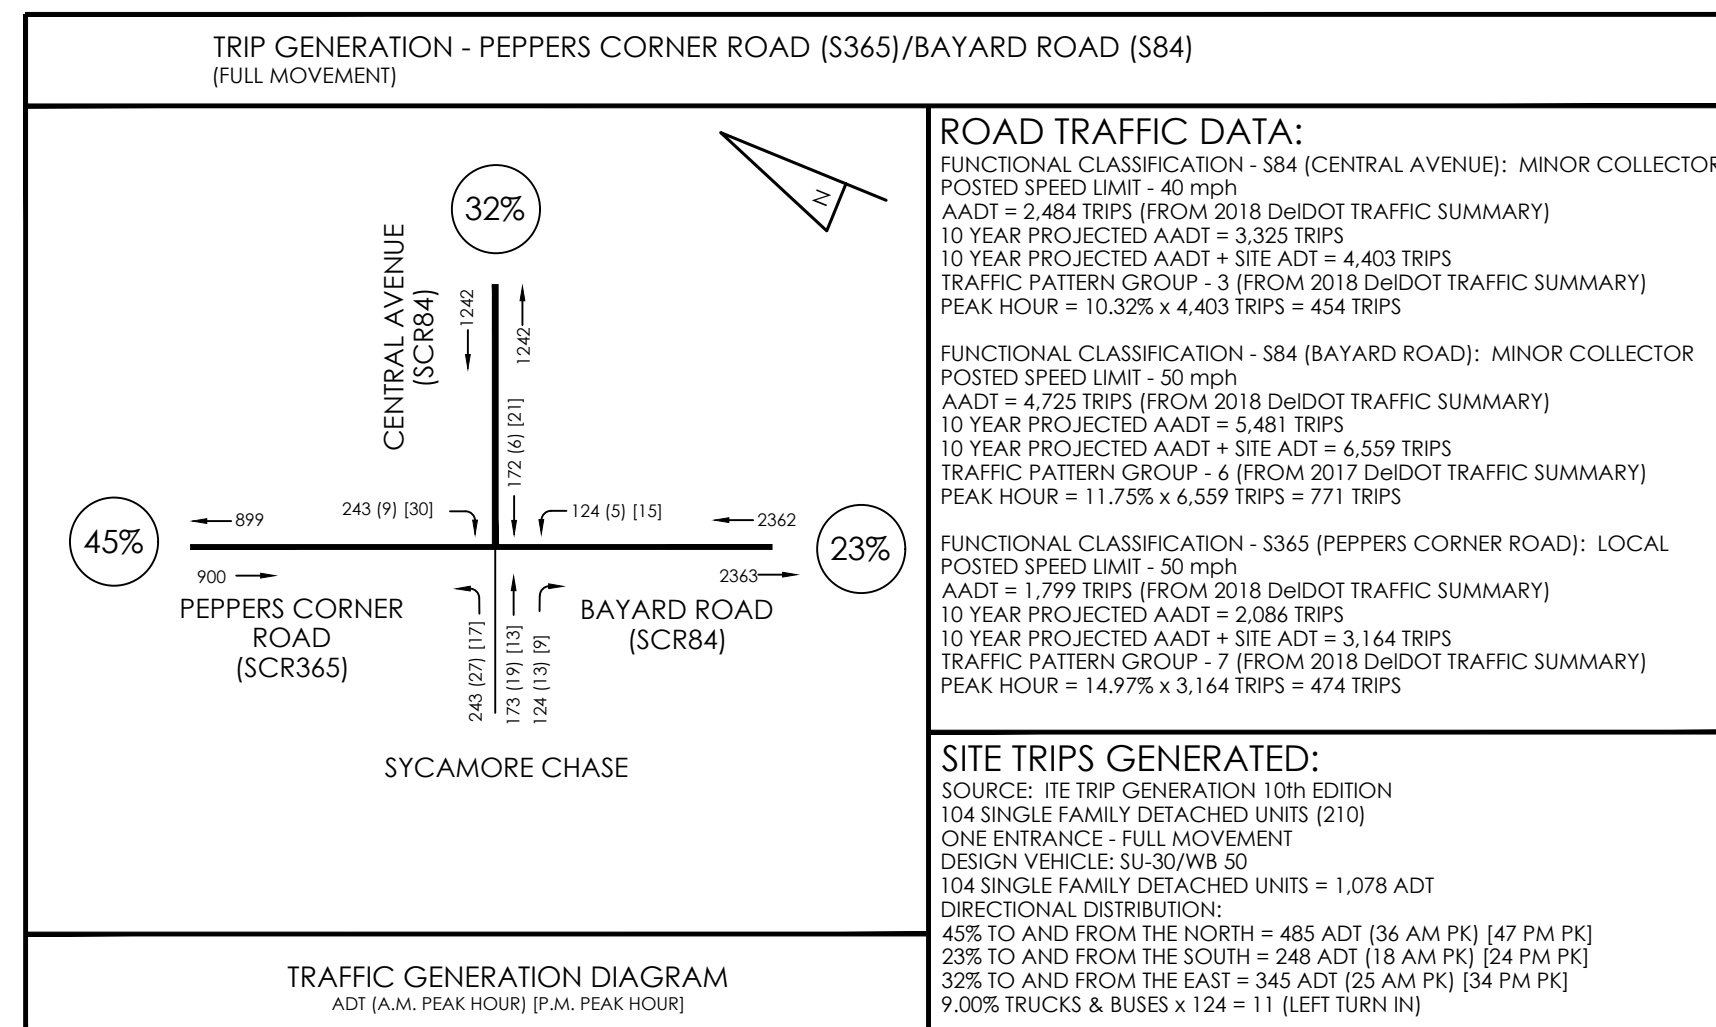 TRIP GENERATION - PEPPERS CORNER ROAD (S365)/BAYARD ROAD (S84)
(FULL MOVEMENT)
32%
N
CENTRAL AVENUE
(SCR84)
1242
1242
172 (6) [21]
45%
899
243 (9) [30]
124 (5) [15]
2362
23%
900
2363
PEPPERS CORNER
ROAD
(SCR365)
243 (27) [17]
173 (19) [13]
124 (13) [9]
BAYARD ROAD
(SCR84)
SYCAMORE CHASE
TRAFFIC GENERATION DIAGRAM
ADT (A.M. PEAK HOUR) [P.M. PEAK HOUR]
ROAD TRAFFIC DATA:
FUNCTIONAL CLASSIFICATION - S84 (CENTRAL AVENUE): MINOR COLLECTOR
POSTED SPEED LIMIT - 40 mph
AADT = 2,484 TRIPS (FROM 2018 DelDOT TRAFFIC SUMMARY)
10 YEAR PROJECTED AADT = 3,325 TRIPS
10 YEAR PROJECTED AADT + SITE ADT = 4,403 TRIPS
TRAFFIC PATTERN GROUP - 3 (FROM 2018 DelDOT TRAFFIC SUMMARY)
PEAK HOUR = 10.32% x 4,403 TRIPS = 454 TRIPS
FUNCTIONAL CLASSIFICATION - S84 (BAYARD ROAD): MINOR COLLECTOR
POSTED SPEED LIMIT - 50 mph
AADT = 4,725 TRIPS (FROM 2018 DelDOT TRAFFIC SUMMARY)
10 YEAR PROJECTED AADT = 5,481 TRIPS
10 YEAR PROJECTED AADT + SITE ADT = 6,559 TRIPS
TRAFFIC PATTERN GROUP - 6 (FROM 2017 DelDOT TRAFFIC SUMMARY)
PEAK HOUR = 11.75% x 6,559 TRIPS = 771 TRIPS
FUNCTIONAL CLASSIFICATION - S365 (PEPPERS CORNER ROAD): LOCAL
POSTED SPEED LIMIT - 50 mph
AADT = 1,799 TRIPS (FROM 2018 DelDOT TRAFFIC SUMMARY)
10 YEAR PROJECTED AADT = 2,086 TRIPS
10 YEAR PROJECTED AADT + SITE ADT = 3,164 TRIPS
TRAFFIC PATTERN GROUP - 7 (FROM 2018 DelDOT TRAFFIC SUMMARY)
PEAK HOUR = 14.97% x 3,164 TRIPS = 474 TRIPS
SITE TRIPS GENERATED:
SOURCE: ITE TRIP GENERATION 10th EDITION
104 SINGLE FAMILY DETACHED UNITS (210)
ONE ENTRANCE - FULL MOVEMENT
DESIGN VEHICLE: SU-30/WB 50
104 SINGLE FAMILY DETACHED UNITS = 1,078 ADT
DIRECTIONAL DISTRIBUTION:
45% TO AND FROM THE NORTH = 485 ADT (36 AM PK) [47 PM PK]
23% TO AND FROM THE SOUTH = 248 ADT (18 AM PK) [24 PM PK]
32% TO AND FROM THE EAST = 345 ADT (25 AM PK) [34 PM PK]
9.00% TRUCKS & BUSES x 124 = 11 (LEFT TURN IN)